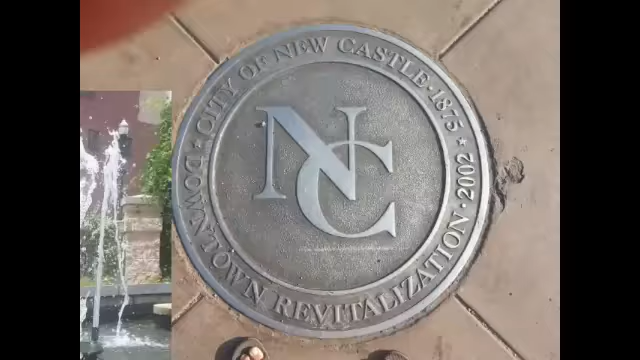 CITY OF NEW CASTLE · 1875 ★
DOWNTOWN REVITALIZATION · 2002 ★
NC